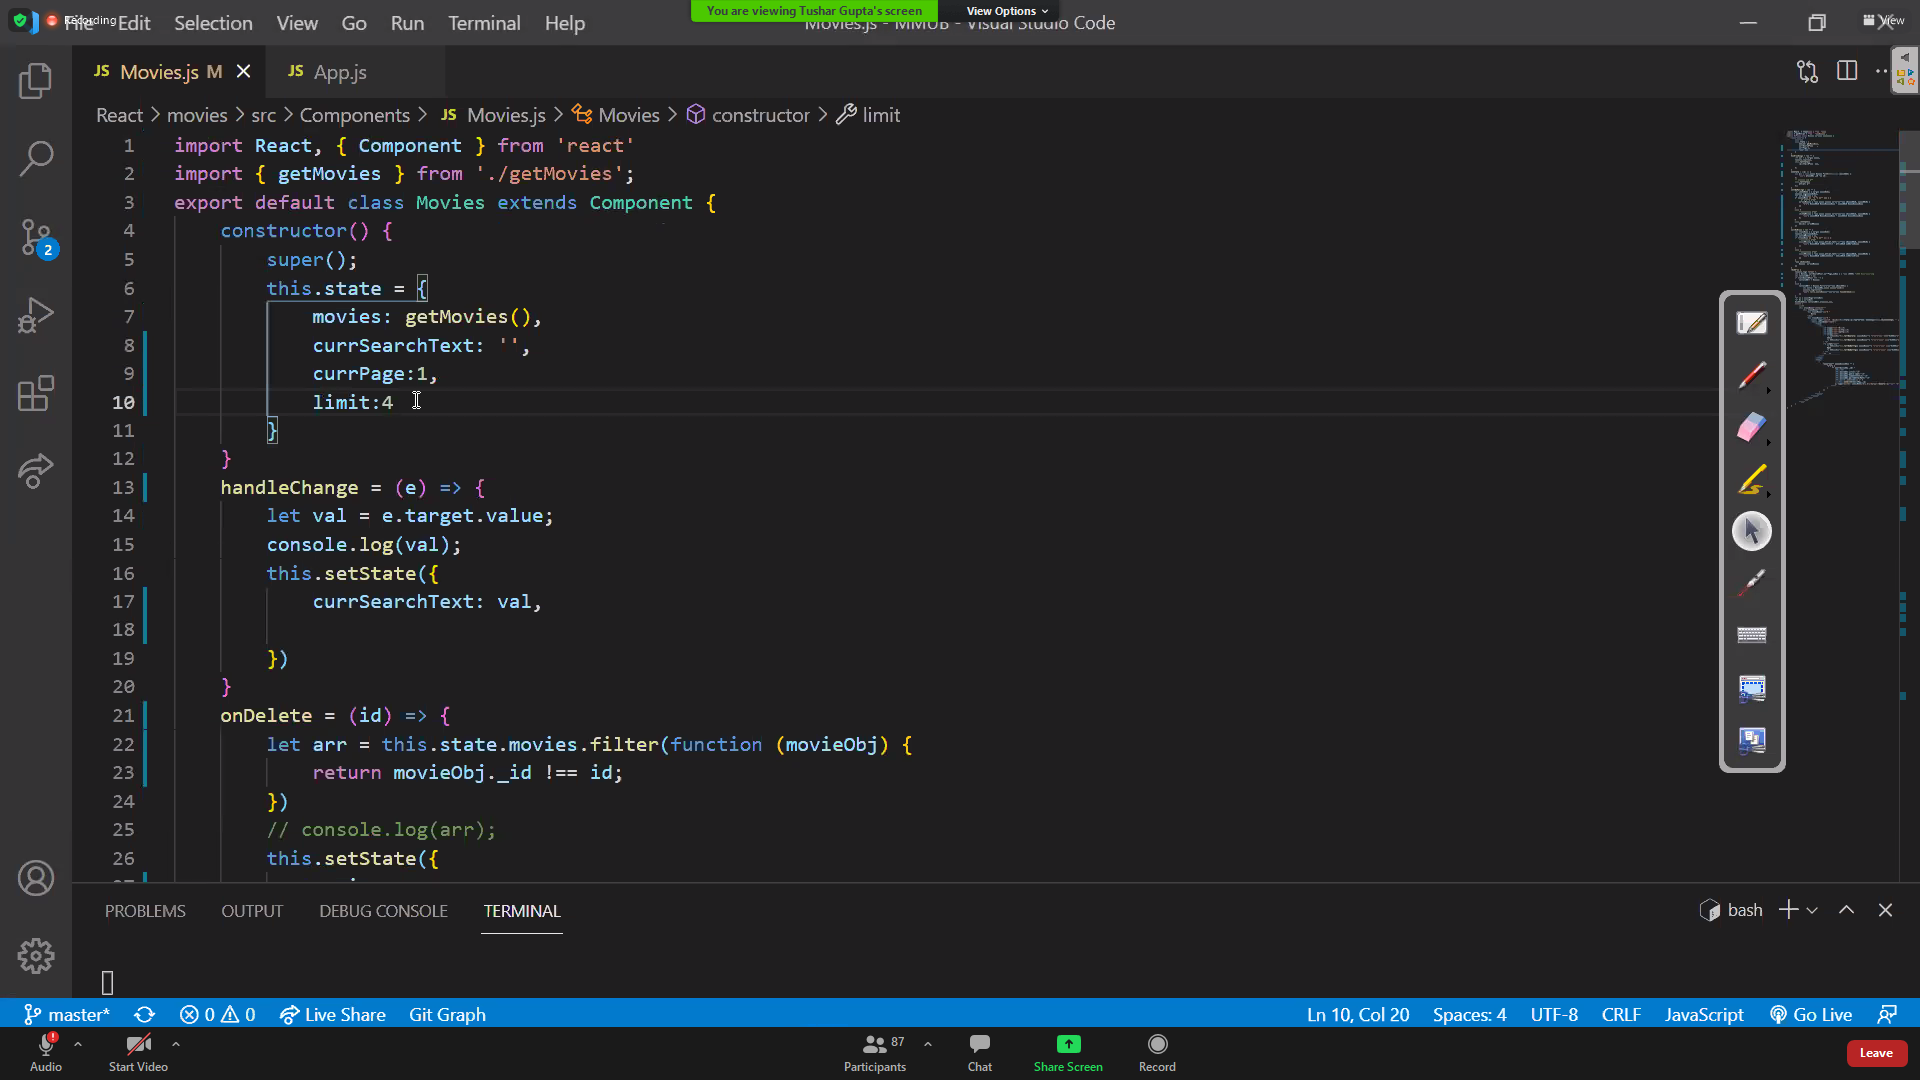 Recording
File Edit Selection View Go Run Terminal Help
You are viewing Tushar Gupta's screen View Options
Movies.js - MMUB - Visual Studio Code
View
JS Movies.js M
JS App.js
React > movies > src > Components > JS Movies.js > Movies > constructor > limit
1 import React, { Component } from 'react'
2 import { getMovies } from './getMovies';
3 export default class Movies extends Component {
4 constructor() {
5 super();
6 this.state = {
7 movies: getMovies(),
8 currSearchText: '',
9 currPage:1,
10 limit:4
11 }
12 }
13 handleChange = (e) => {
14 let val = e.target.value;
15 console.log(val);
16 this.setState({
17 currSearchText: val,
18
19 })
20 }
21 onDelete = (id) => {
22 let arr = this.state.movies.filter(function (movieObj) {
23 return movieObj._id !== id;
24 })
25 // console.log(arr);
26 this.setState({
2
PROBLEMS OUTPUT DEBUG CONSOLE TERMINAL
bash
master* 0 0 Live Share Git Graph
Ln 10, Col 20 Spaces: 4 UTF-8 CRLF JavaScript Go Live
Audio Start Video Participants 87 Chat Share Screen Record Leave